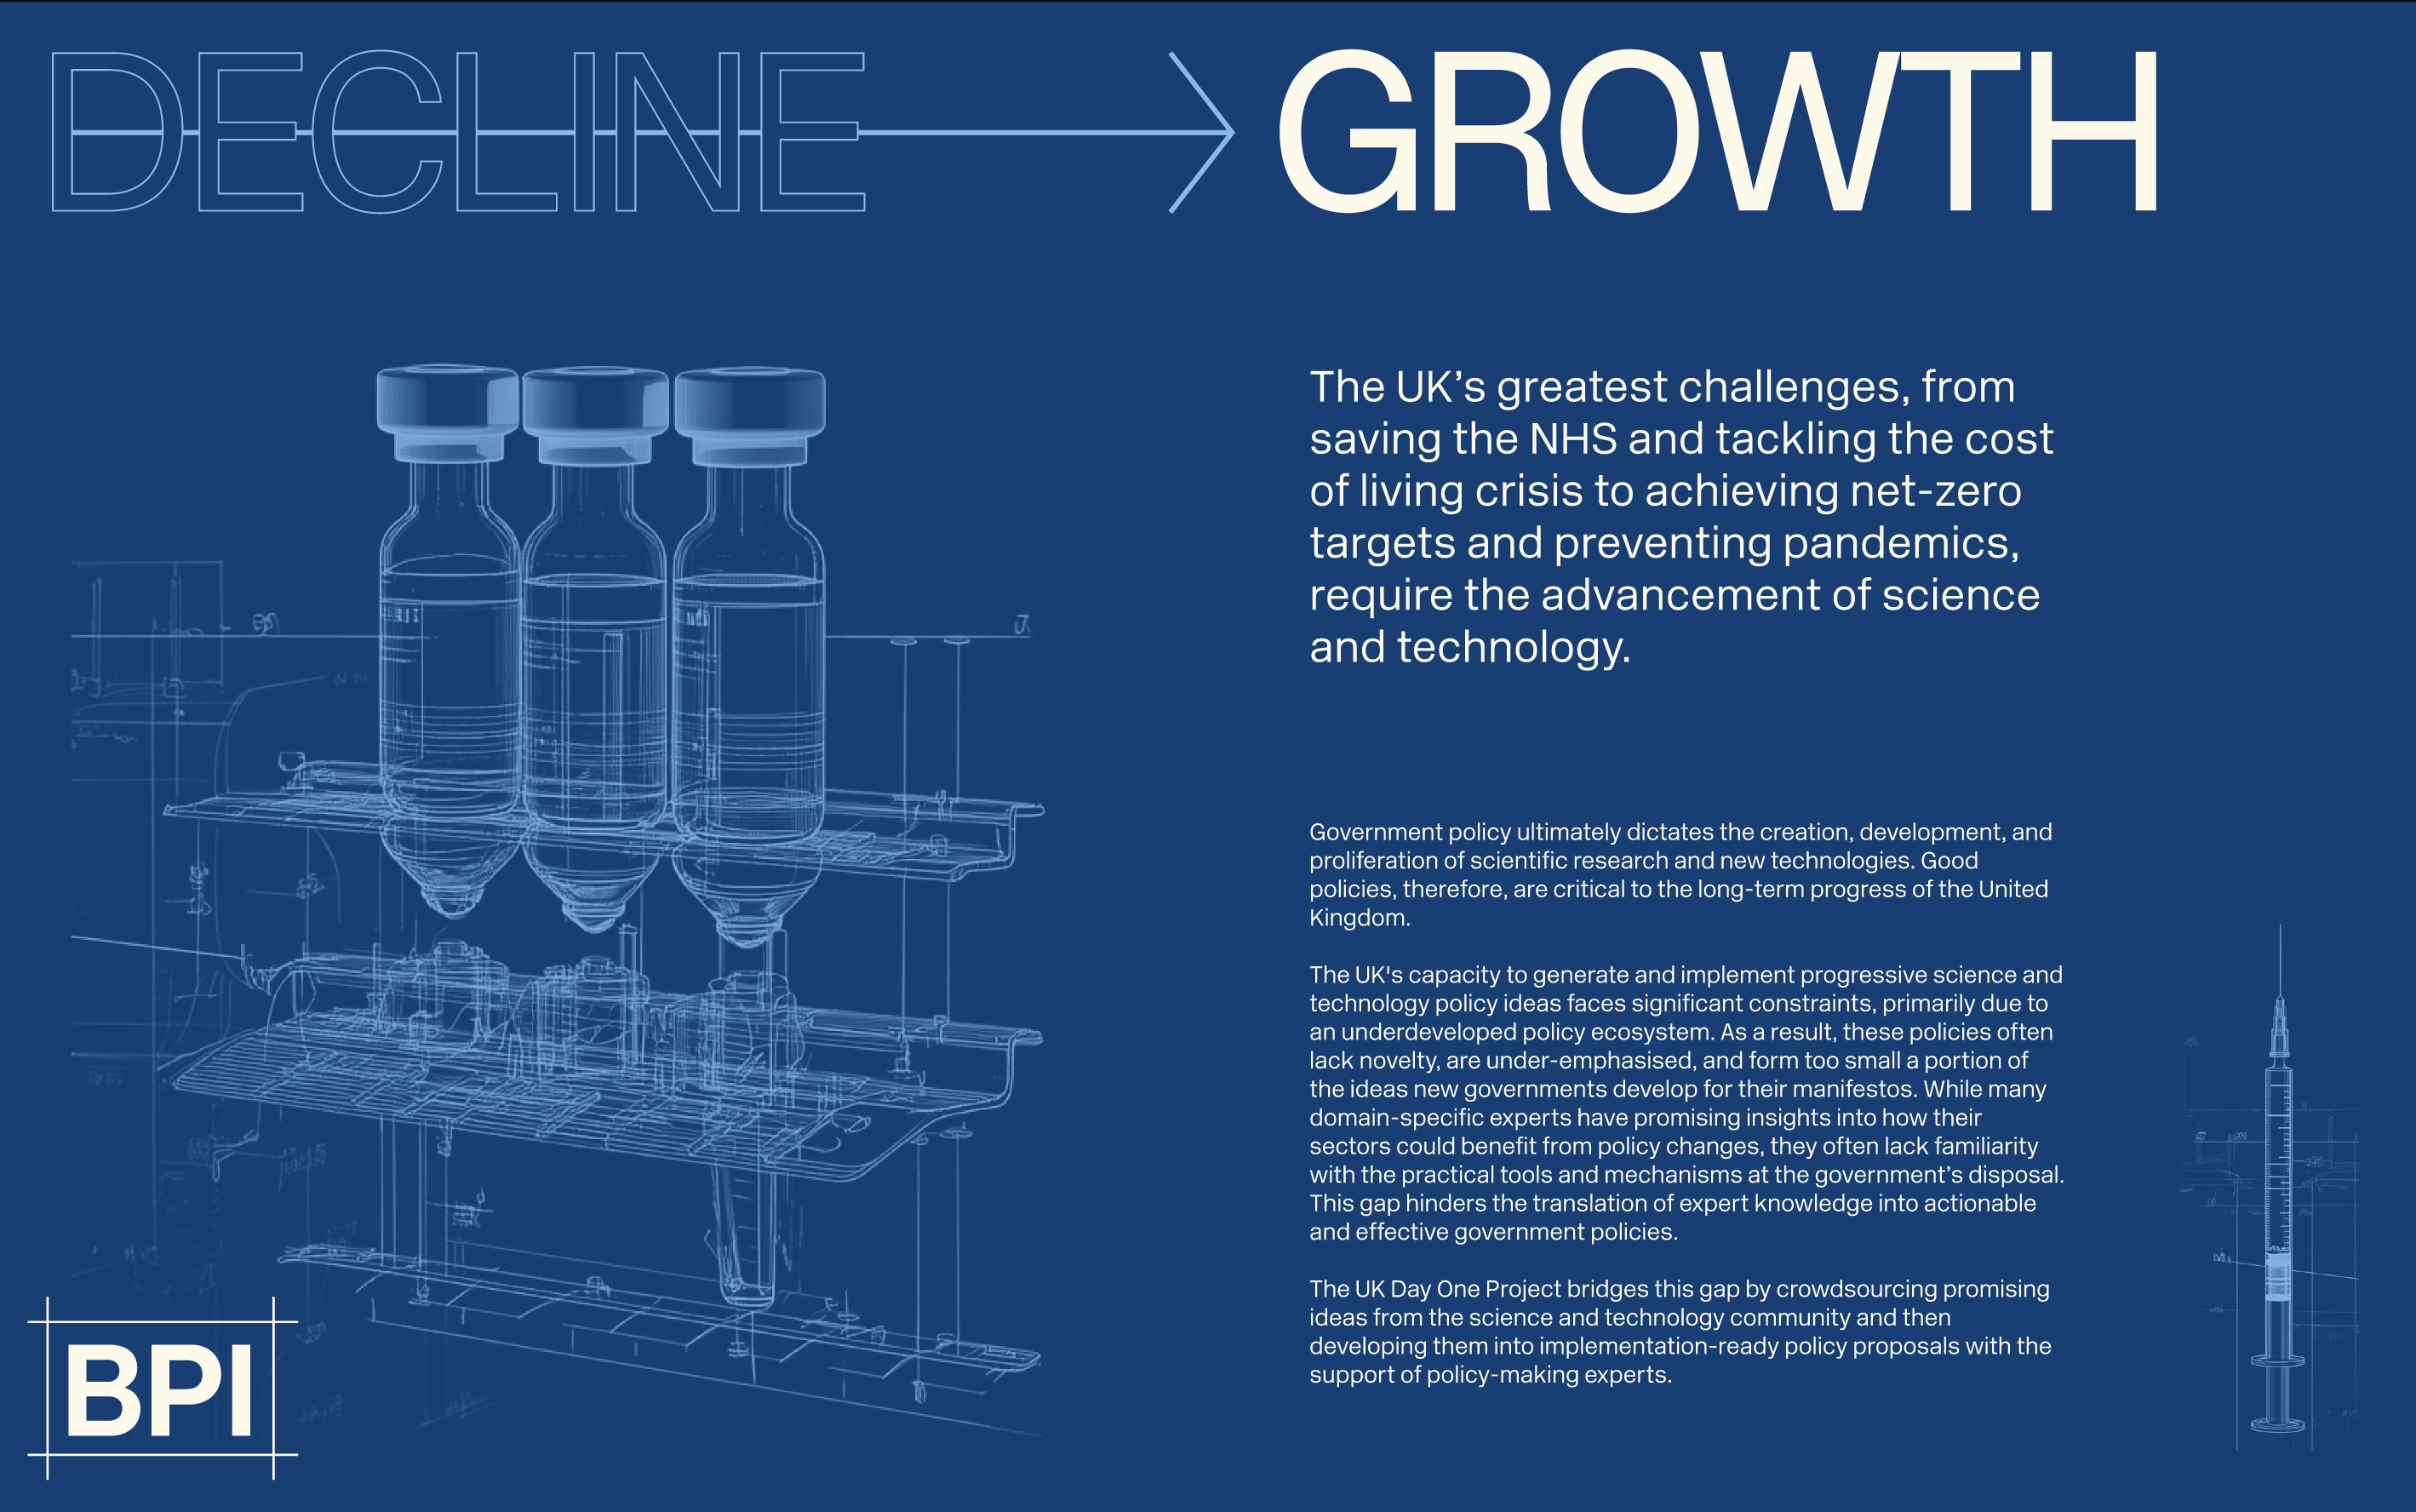 DECLINE
GROWTH
The UK’s greatest challenges, from
saving the NHS and tackling the cost
of living crisis to achieving net-zero
targets and preventing pandemics,
require the advancement of science
and technology.
Government policy ultimately dictates the creation, development, and
proliferation of scientific research and new technologies. Good
policies, therefore, are critical to the long-term progress of the United
Kingdom.
The UK's capacity to generate and implement progressive science and
technology policy ideas faces significant constraints, primarily due to
an underdeveloped policy ecosystem. As a result, these policies often
lack novelty, are under-emphasised, and form too small a portion of
the ideas new governments develop for their manifestos. While many
domain-specific experts have promising insights into how their
sectors could benefit from policy changes, they often lack familiarity
with the practical tools and mechanisms at the government’s disposal.
This gap hinders the translation of expert knowledge into actionable
and effective government policies.
The UK Day One Project bridges this gap by crowdsourcing promising
ideas from the science and technology community and then
developing them into implementation-ready policy proposals with the
support of policy-making experts.
BPI